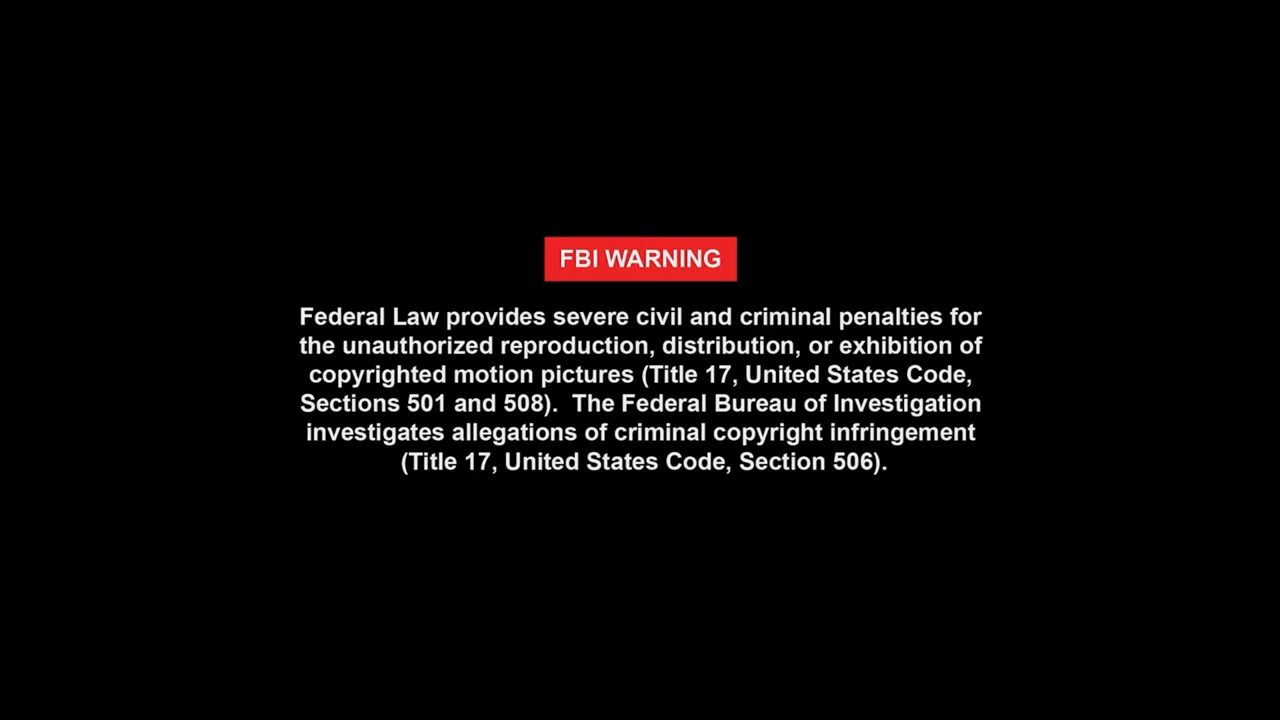 FBI WARNING
Federal Law provides severe civil and criminal penalties for
the unauthorized reproduction, distribution, or exhibition of
copyrighted motion pictures (Title 17, United States Code,
Sections 501 and 508).  The Federal Bureau of Investigation
investigates allegations of criminal copyright infringement
(Title 17, United States Code, Section 506).